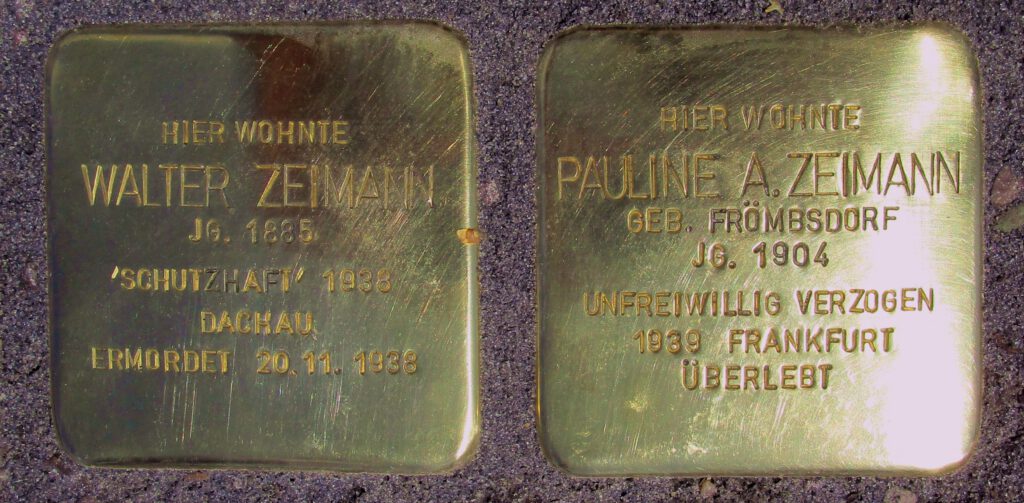 HIER WOHNTE
WALTER ZEIMANN
JG. 1885
'SCHUTZHAFT' 1938
DACHAU
ERMORDET 20.11. 1938
HIER WOHNTE
PAULINE A. ZEIMANN
GEB. FRÖMBSDORF
JG. 1904
UNFREIWILLIG VERZOGEN
1939 FRANKFURT
ÜBERLEBT